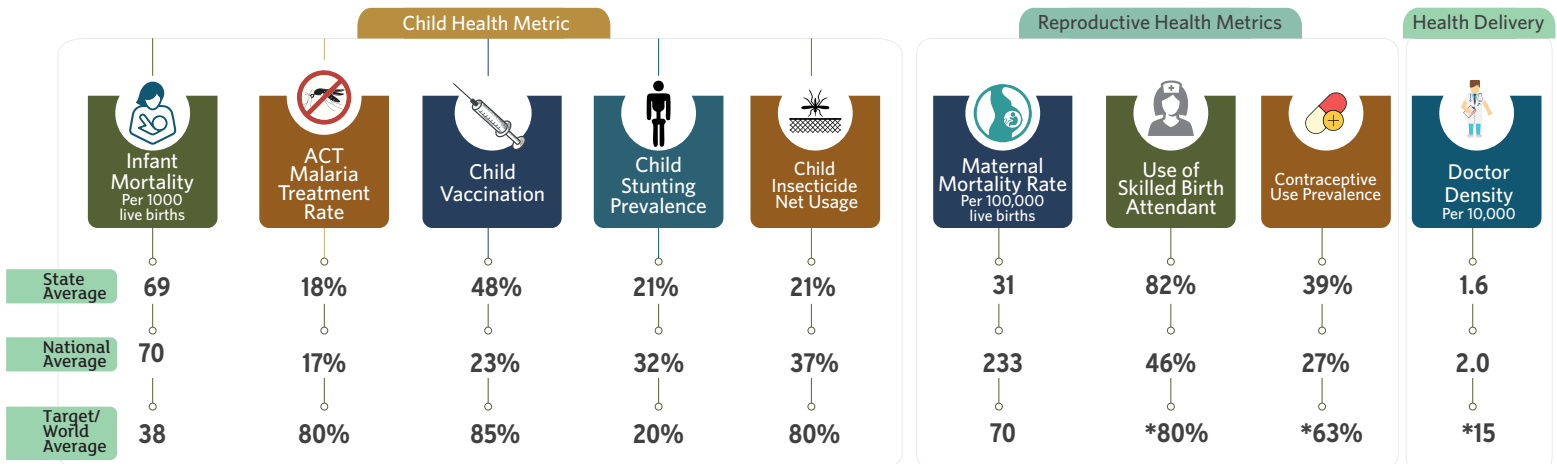 Child Health Metric
Reproductive Health Metrics
Health Delivery
Infant
Mortality
Per 1000
live births
ACT
Malaria
Treatment
Rate
Child
Vaccination
Child
Stunting
Prevalence
Child
Insecticide
Net Usage
Maternal
Mortality Rate
Per 100,000
live births
Use of
Skilled Birth
Attendant
Contraceptive
Use Prevalence
Doctor
Density
Per 10,000
State
Average
69 18% 48% 21% 21% 31 82% 39% 1.6
National
Average
70 17% 23% 32% 37% 233 46% 27% 2.0
Target/
World
Average
38 80% 85% 20% 80% 70 *80% *63% *15